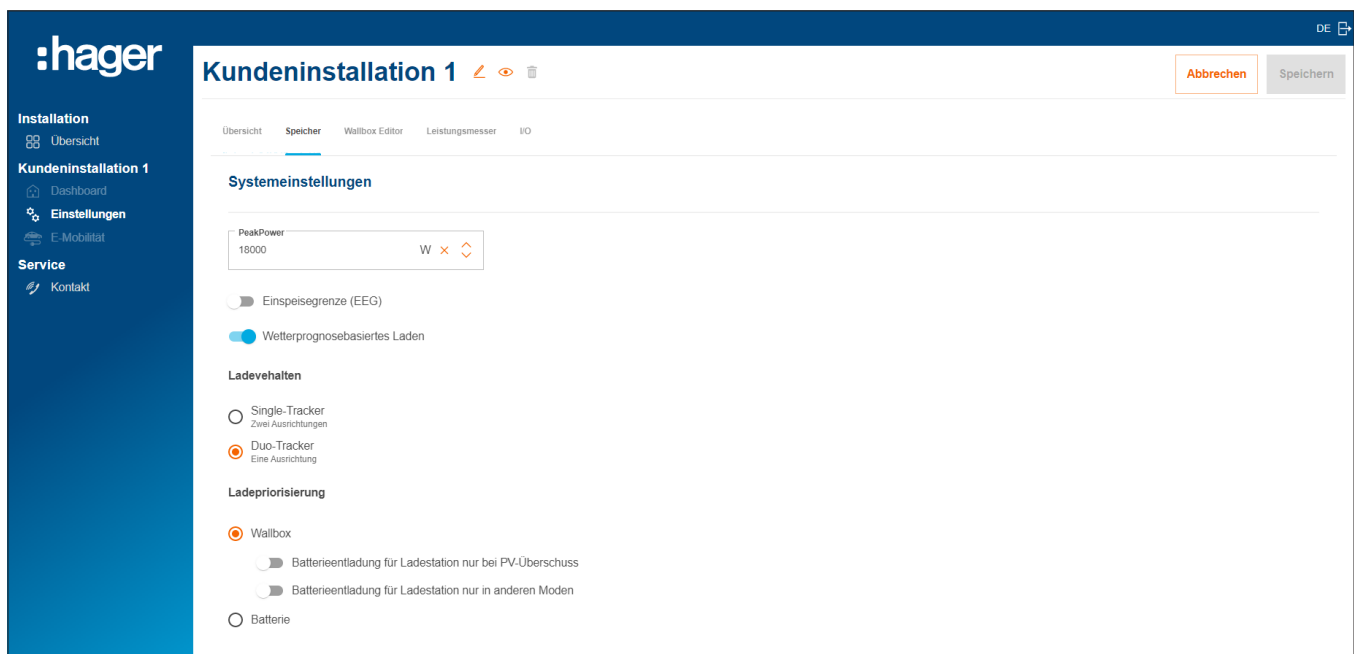 DE
:hager
Kundeninstallation 1
Abbrechen
Speichern
Installation
Übersicht
Kundeninstallation 1
Dashboard
Einstellungen
E-Mobilität
Service
Kontakt
Übersicht Speicher Wallbox Editor Leistungsmesser I/O
Systemeinstellungen
PeakPower
18000 W
Einspeisegrenze (EEG)
Wetterprognosebasiertes Laden
Ladevehalten
Single-Tracker
Zwei Ausrichtungen
Duo-Tracker
Eine Ausrichtung
Ladepriorisierung
Wallbox
Batterieentladung für Ladestation nur bei PV-Überschuss
Batterieentladung für Ladestation nur in anderen Moden
Batterie